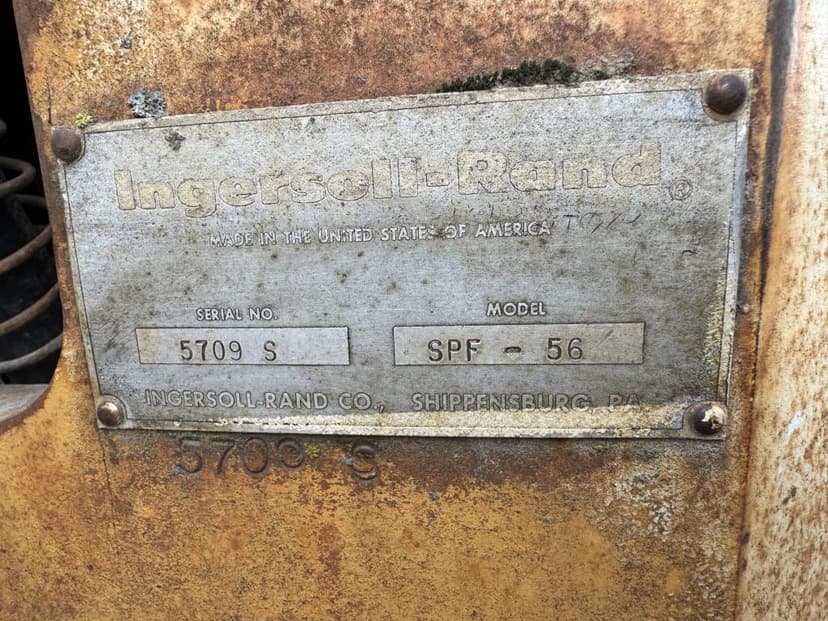 Ingersoll-Rand®
MADE IN THE UNITED STATES OF AMERICA
SERIAL NO. MODEL
5709 S SPF - 56
INGERSOLL-RAND CO., SHIPPENSBURG, PA.
5709 S